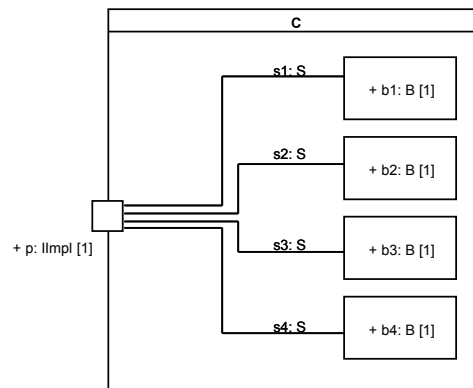 C
s1: S
+ b1: B [1]
s2: S
+ b2: B [1]
+ p: IImpl [1]
s3: S
+ b3: B [1]
s4: S
+ b4: B [1]